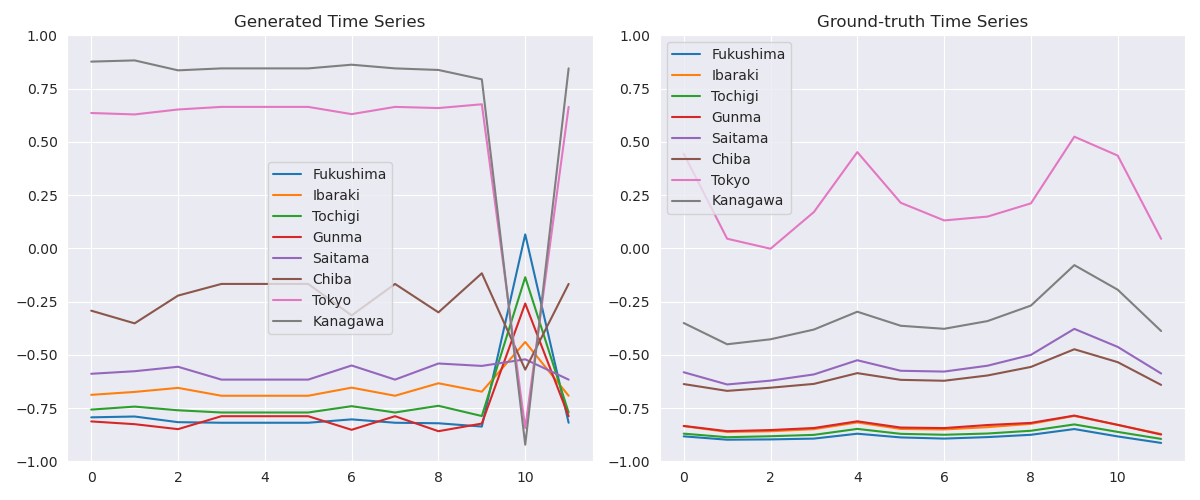 Generated Time Series
1.00
0.75
0.50
0.25
0.00
−0.25
−0.50
−0.75
−1.00
0 2 4 6 8 10
Fukushima
Ibaraki
Tochigi
Gunma
Saitama
Chiba
Tokyo
Kanagawa
Ground-truth Time Series
1.00
0.75
0.50
0.25
0.00
−0.25
−0.50
−0.75
−1.00
0 2 4 6 8 10
Fukushima
Ibaraki
Tochigi
Gunma
Saitama
Chiba
Tokyo
Kanagawa